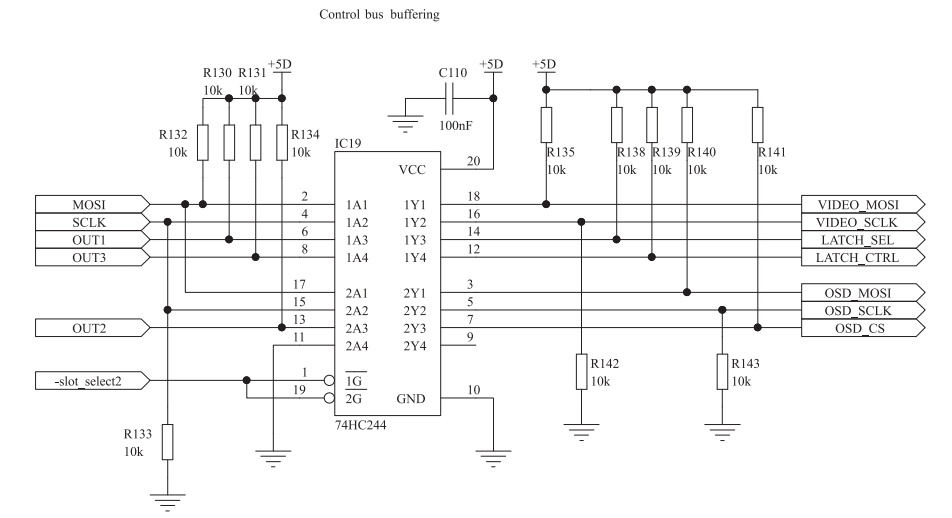 Control bus buffering
+5D
C110
+5D
+5D
R130 R131
10k 10k
100nF
R132
10k
R134
10k
IC19
R135
10k
R138
10k
R139
10k
R140
10k
R141
10k
VCC 20
MOSI 2 1A1 1Y1 18 VIDEO_MOSI
SCLK 4 1A2 1Y2 16 VIDEO_SCLK
OUT1 6 1A3 1Y3 14 LATCH_SEL
OUT3 8 1A4 1Y4 12 LATCH_CTRL
17 2A1 2Y1 3 OSD_MOSI
15 2A2 2Y2 5 OSD_SCLK
OUT2 13 2A3 2Y3 7 OSD_CS
11 2A4 2Y4 9
-slot_select2 1 1G
19 2G GND 10
R142
10k
R143
10k
74HC244
R133
10k